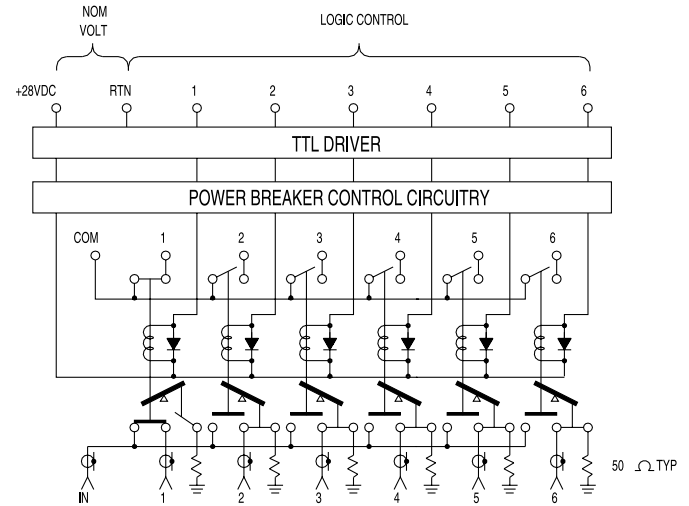 NOM
VOLT
LOGIC CONTROL
+28VDC RTN 1 2 3 4 5 6
TTL DRIVER
POWER BREAKER CONTROL CIRCUITRY
COM 1 2 3 4 5 6
IN 1 2 3 4 5 6
50 Ω TYP